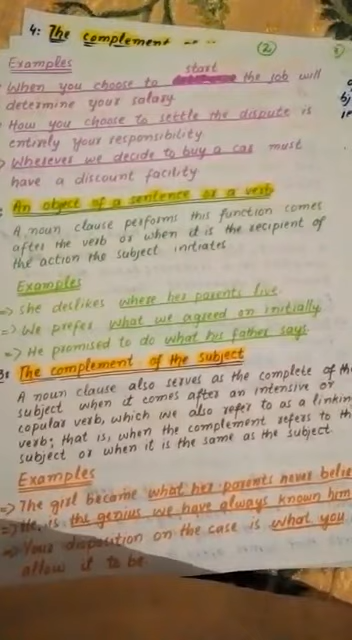 4: The complement
(2)
Examples
start
When you choose to the job will
determine your salary
How you choose to settle the dispute is
entirely your responsibility.
Wherever we decide to buy a car must
have a discount facility
An object of a sentence or a verb
A noun clause performs this function comes
after the verb or when it is the recipient of
the action the subject initiates
Examples
=> She deslikes where her parents live.
=> We prefer what we agreed on initially
=> He promised to do what his father says.
3: The complement of the subject
A noun clause also serves as the complete of the
subject when it comes after an intensive or
copular verb, which we also refer to as a linkin
verb; that is, when the complement refers to th
subject or when it is the same as the subject.
Examples
=> The girl became what her parents never belie
=> He is the genius we have always known him
=> Your disposition on the case is what you
allow it to be